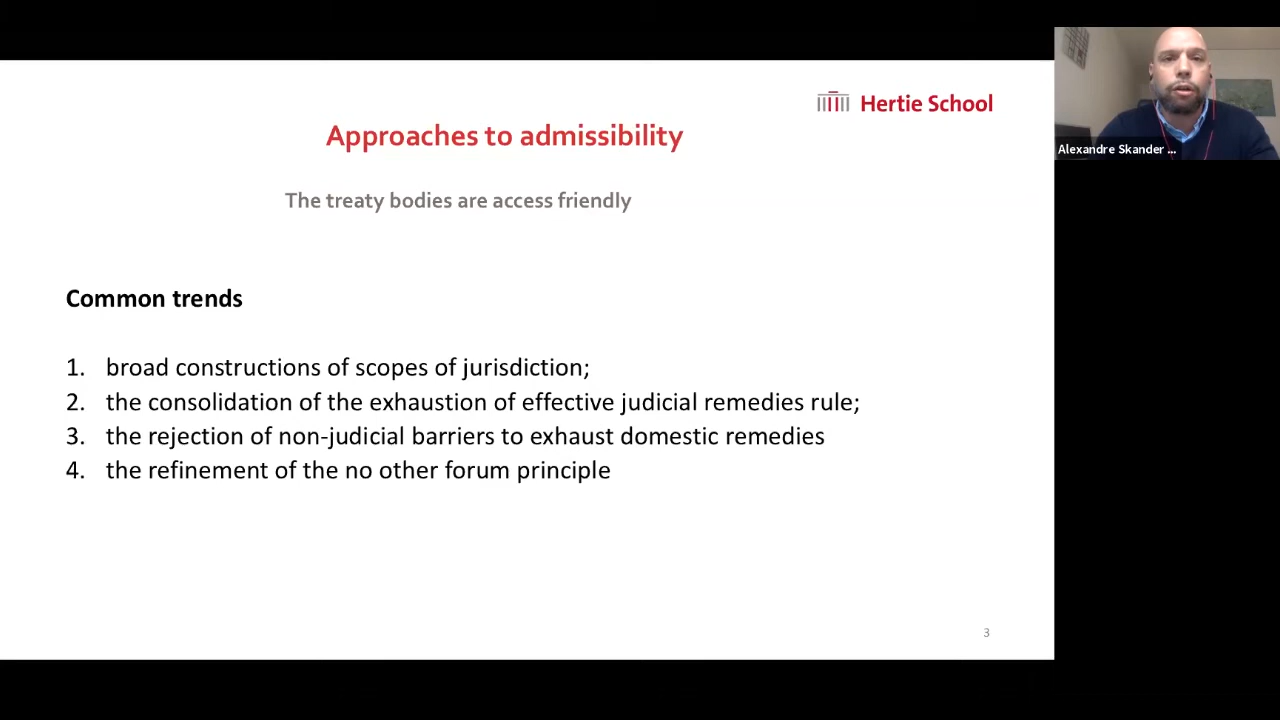 Hertie School
Approaches to admissibility
The treaty bodies are access friendly
Common trends
1. broad constructions of scopes of jurisdiction;
2. the consolidation of the exhaustion of effective judicial remedies rule;
3. the rejection of non-judicial barriers to exhaust domestic remedies
4. the refinement of the no other forum principle
3
Alexandre Skander ...